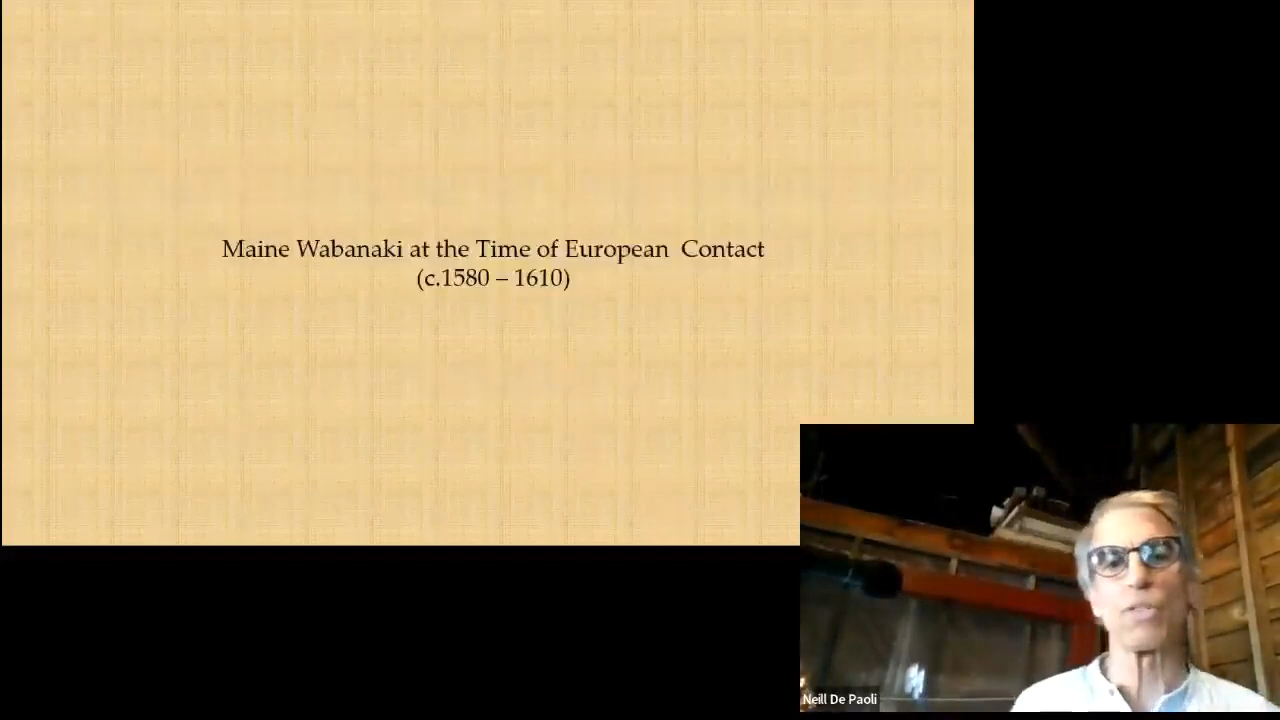 Maine Wabanaki at the Time of European  Contact
(c.1580 – 1610)
Neill De Paoli